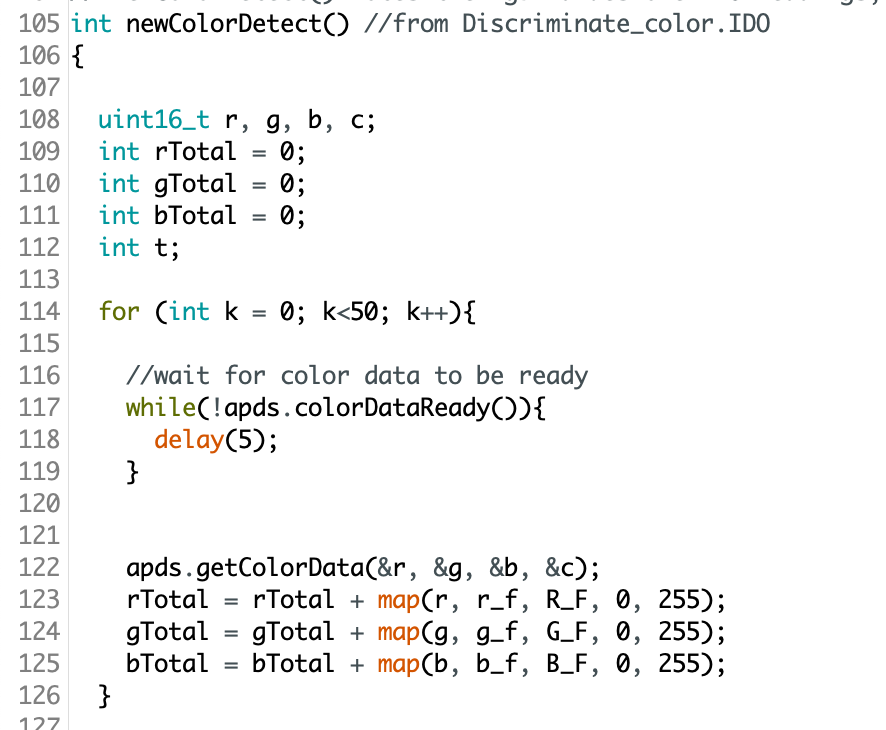 105 int newColorDetect() //from Discriminate_color.IDO
106 {
107
108 uint16_t r, g, b, c;
109 int rTotal = 0;
110 int gTotal = 0;
111 int bTotal = 0;
112 int t;
113
114 for (int k = 0; k<50; k++){
115
116 //wait for color data to be ready
117 while(!apds.colorDataReady()){
118 delay(5);
119 }
120
121
122 apds.getColorData(&r, &g, &b, &c);
123 rTotal = rTotal + map(r, r_f, R_F, 0, 255);
124 gTotal = gTotal + map(g, g_f, G_F, 0, 255);
125 bTotal = bTotal + map(b, b_f, B_F, 0, 255);
126 }
127